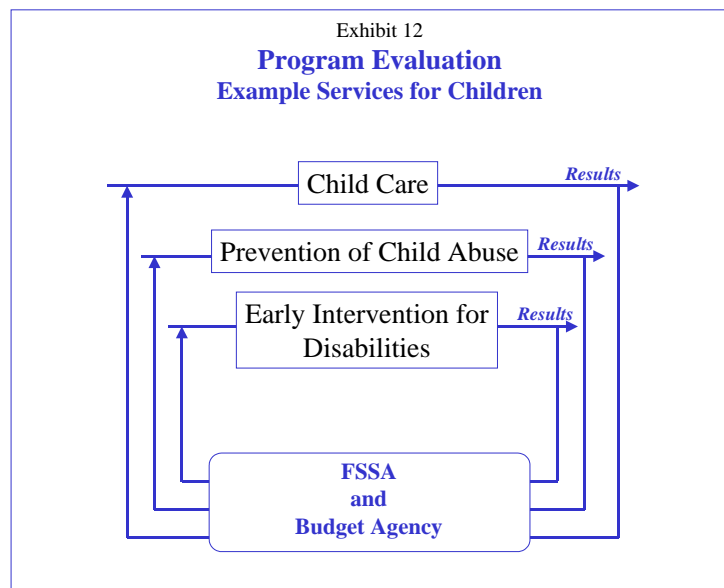 Exhibit 12
Program Evaluation
Example Services for Children
Child Care
Results
Prevention of Child Abuse
Results
Early Intervention for
Disabilities
Results
FSSA
and
Budget Agency